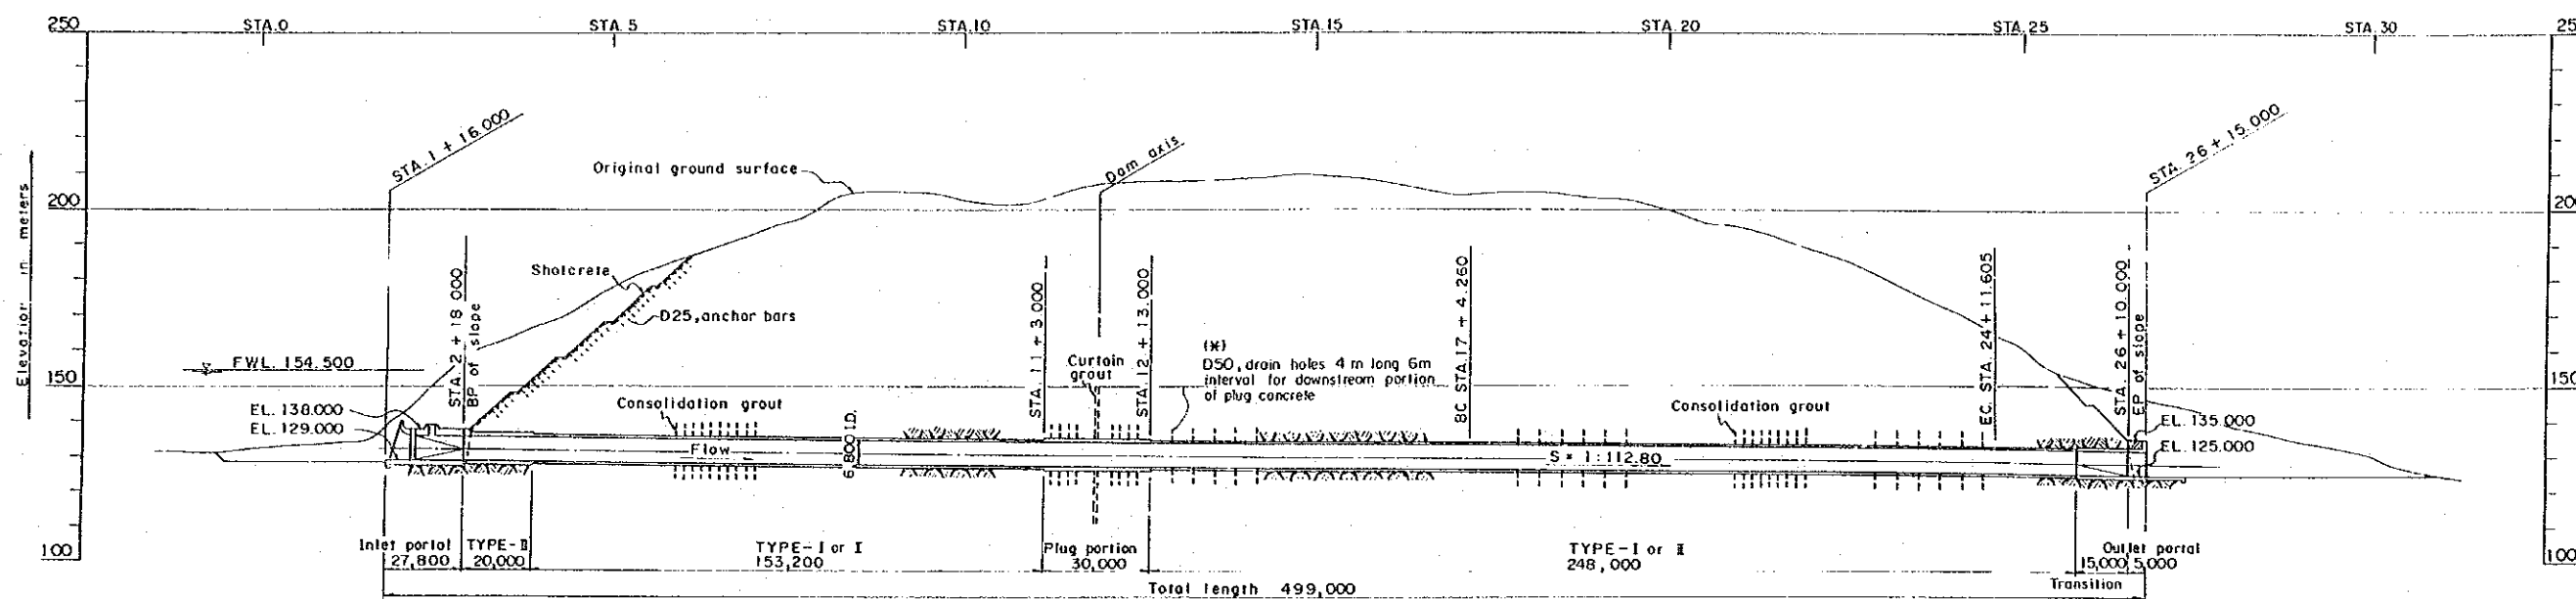 STA.0
STA.5
STA.10
STA.15
STA.20
STA.25
STA.30
250
25
STA.1 + 16.000
Original ground surface
Dam axis
STA. 26 + 15.000
200
200
Elevation in meters
Shotcrete
D25, anchor bars
STA. 2 + 18 000
BP of slope
FWL. 154.500
150
150
EL. 138.000
EL. 129.000
Consolidation grout
6.800 I.D.
STA. 11 + 3.000
Curtain
grout
STA. 12 + 13.000
(*)
D50, drain holes 4 m long 6m
interval for downstream portion
of plug concrete
BC STA.17 + 4.260
Consolidation grout
EC. STA. 24+11.605
STA. 26 + 10.000
EP of slope
EL. 135.000
EL. 125.000
Flow
S = 1:112.80
100
100
Inlet portal
27,800
TYPE-II
20,000
TYPE-I or I
153,200
Plug portion
30,000
TYPE-I or II
248,000
Outlet portal
15,000 5,000
Transition
Total length 499,000